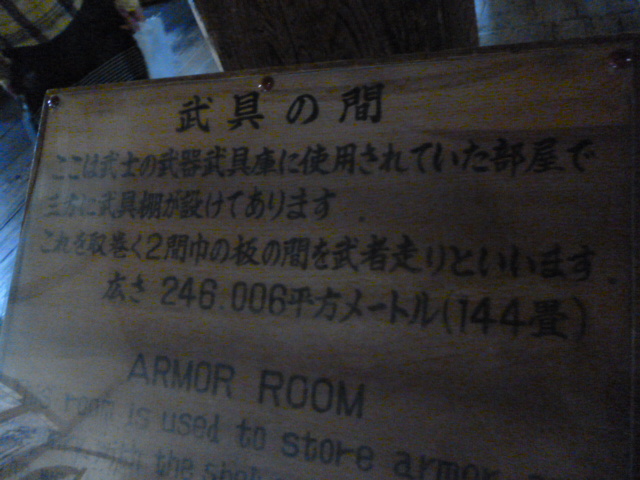 武具の間
ここは武士の武器武具庫に使用されていた部屋で
三方に武具棚が設けてあります.
これを取巻く2間巾の板の間を武者走りといいます.
広さ 246.006平方メートル(144畳)
ARMOR ROOM
room is used to store armor
with the